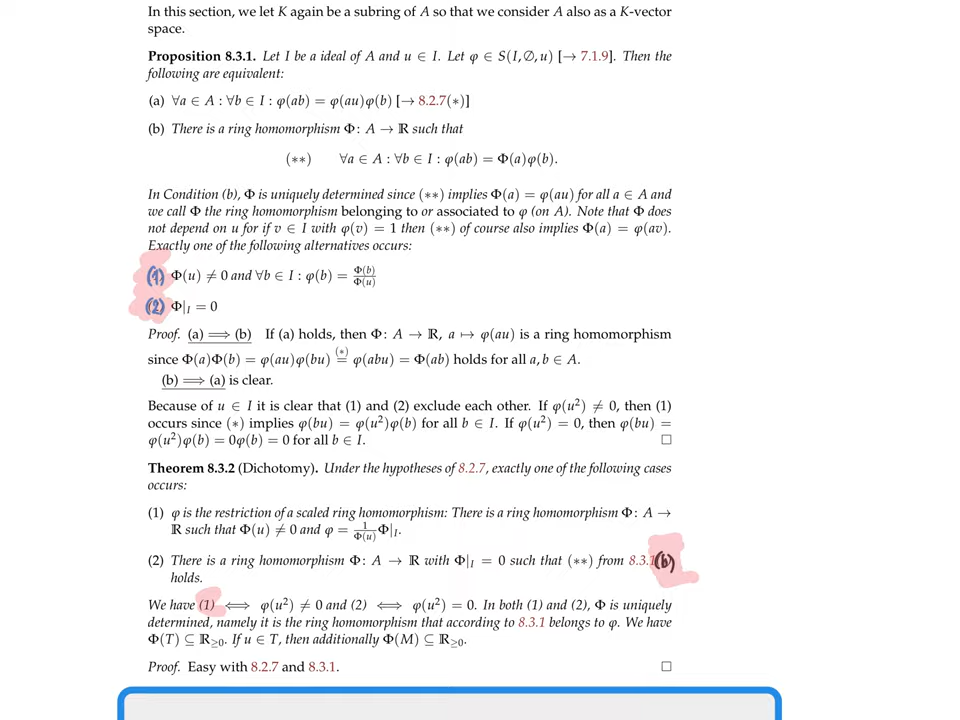 In this section, we let K again be a subring of A so that we consider A also as a K-vector
space.
Proposition 8.3.1. Let I be a ideal of A and u ∈ I. Let φ ∈ S(I, ∅, u) [→ 7.1.9]. Then the
following are equivalent:
(a) ∀a ∈ A : ∀b ∈ I : φ(ab) = φ(au)φ(b) [→ 8.2.7(∗)]
(b) There is a ring homomorphism Φ: A → ℝ such that
(∗∗) ∀a ∈ A : ∀b ∈ I : φ(ab) = Φ(a)φ(b).
In Condition (b), Φ is uniquely determined since (∗∗) implies Φ(a) = φ(au) for all a ∈ A and
we call Φ the ring homomorphism belonging to or associated to φ (on A). Note that Φ does
not depend on u for if v ∈ I with φ(v) = 1 then (∗∗) of course also implies Φ(a) = φ(av).
Exactly one of the following alternatives occurs:
(1) Φ(u) ≠ 0 and ∀b ∈ I : φ(b) = Φ(b)/Φ(u)
(2) Φ|I = 0
Proof. (a) ⟹ (b) If (a) holds, then Φ: A → ℝ, a ↦ φ(au) is a ring homomorphism
since Φ(a)Φ(b) = φ(au)φ(bu) (∗)= φ(abu) = Φ(ab) holds for all a, b ∈ A.
(b) ⟹ (a) is clear.
Because of u ∈ I it is clear that (1) and (2) exclude each other. If φ(u²) ≠ 0, then (1)
occurs since (∗) implies φ(bu) = φ(u²)φ(b) for all b ∈ I. If φ(u²) = 0, then φ(bu) =
φ(u²)φ(b) = 0φ(b) = 0 for all b ∈ I. □
Theorem 8.3.2 (Dichotomy). Under the hypotheses of 8.2.7, exactly one of the following cases
occurs:
(1) φ is the restriction of a scaled ring homomorphism: There is a ring homomorphism Φ: A →
ℝ such that Φ(u) ≠ 0 and φ = 1/Φ(u) Φ|I.
(2) There is a ring homomorphism Φ: A → ℝ with Φ|I = 0 such that (∗∗) from 8.3.1(b)
holds.
We have (1) ⟺ φ(u²) ≠ 0 and (2) ⟺ φ(u²) = 0. In both (1) and (2), Φ is uniquely
determined, namely it is the ring homomorphism that according to 8.3.1 belongs to φ. We have
Φ(T) ⊆ ℝ≥0. If u ∈ T, then additionally Φ(M) ⊆ ℝ≥0.
Proof. Easy with 8.2.7 and 8.3.1. □